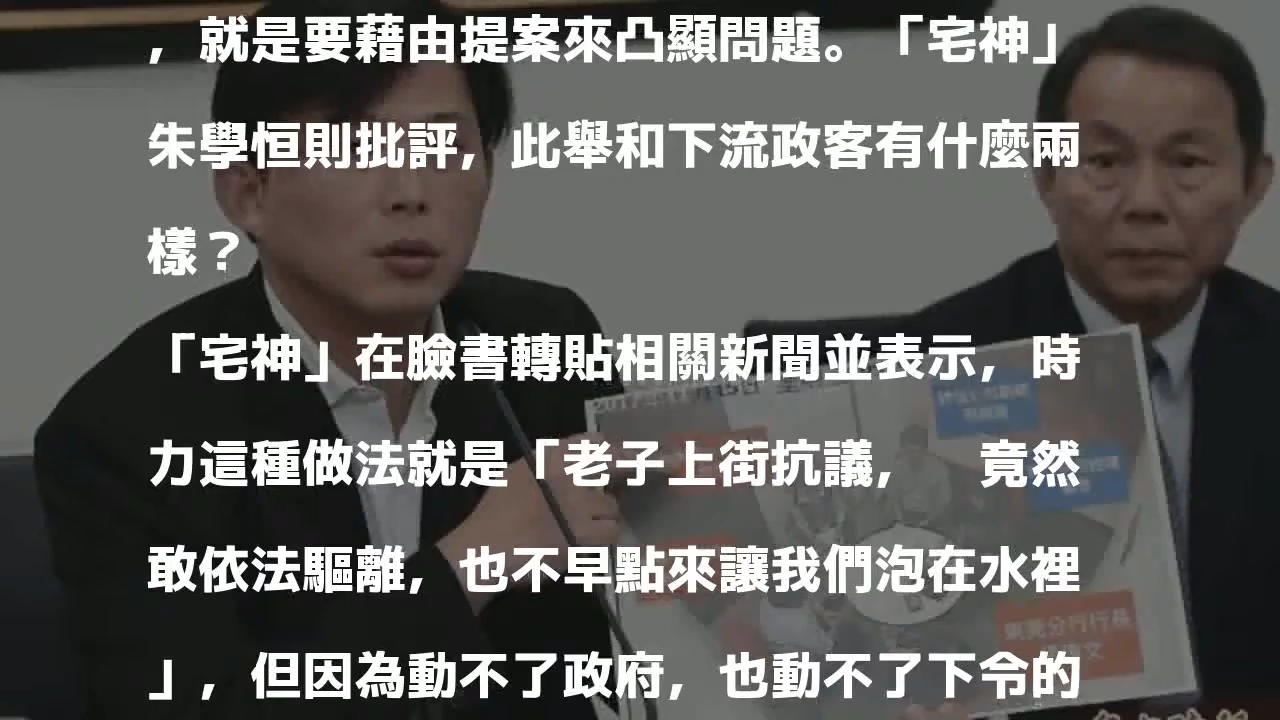 ，就是要藉由提案來凸顯問題。「宅神」
朱學恒則批評，此舉和下流政客有什麼兩
樣？
「宅神」在臉書轉貼相關新聞並表示，時
力這種做法就是「老子上街抗議，　竟然
敢依法驅離，也不早點來讓我們泡在水裡
」，但因為動不了政府，也動不了下令的